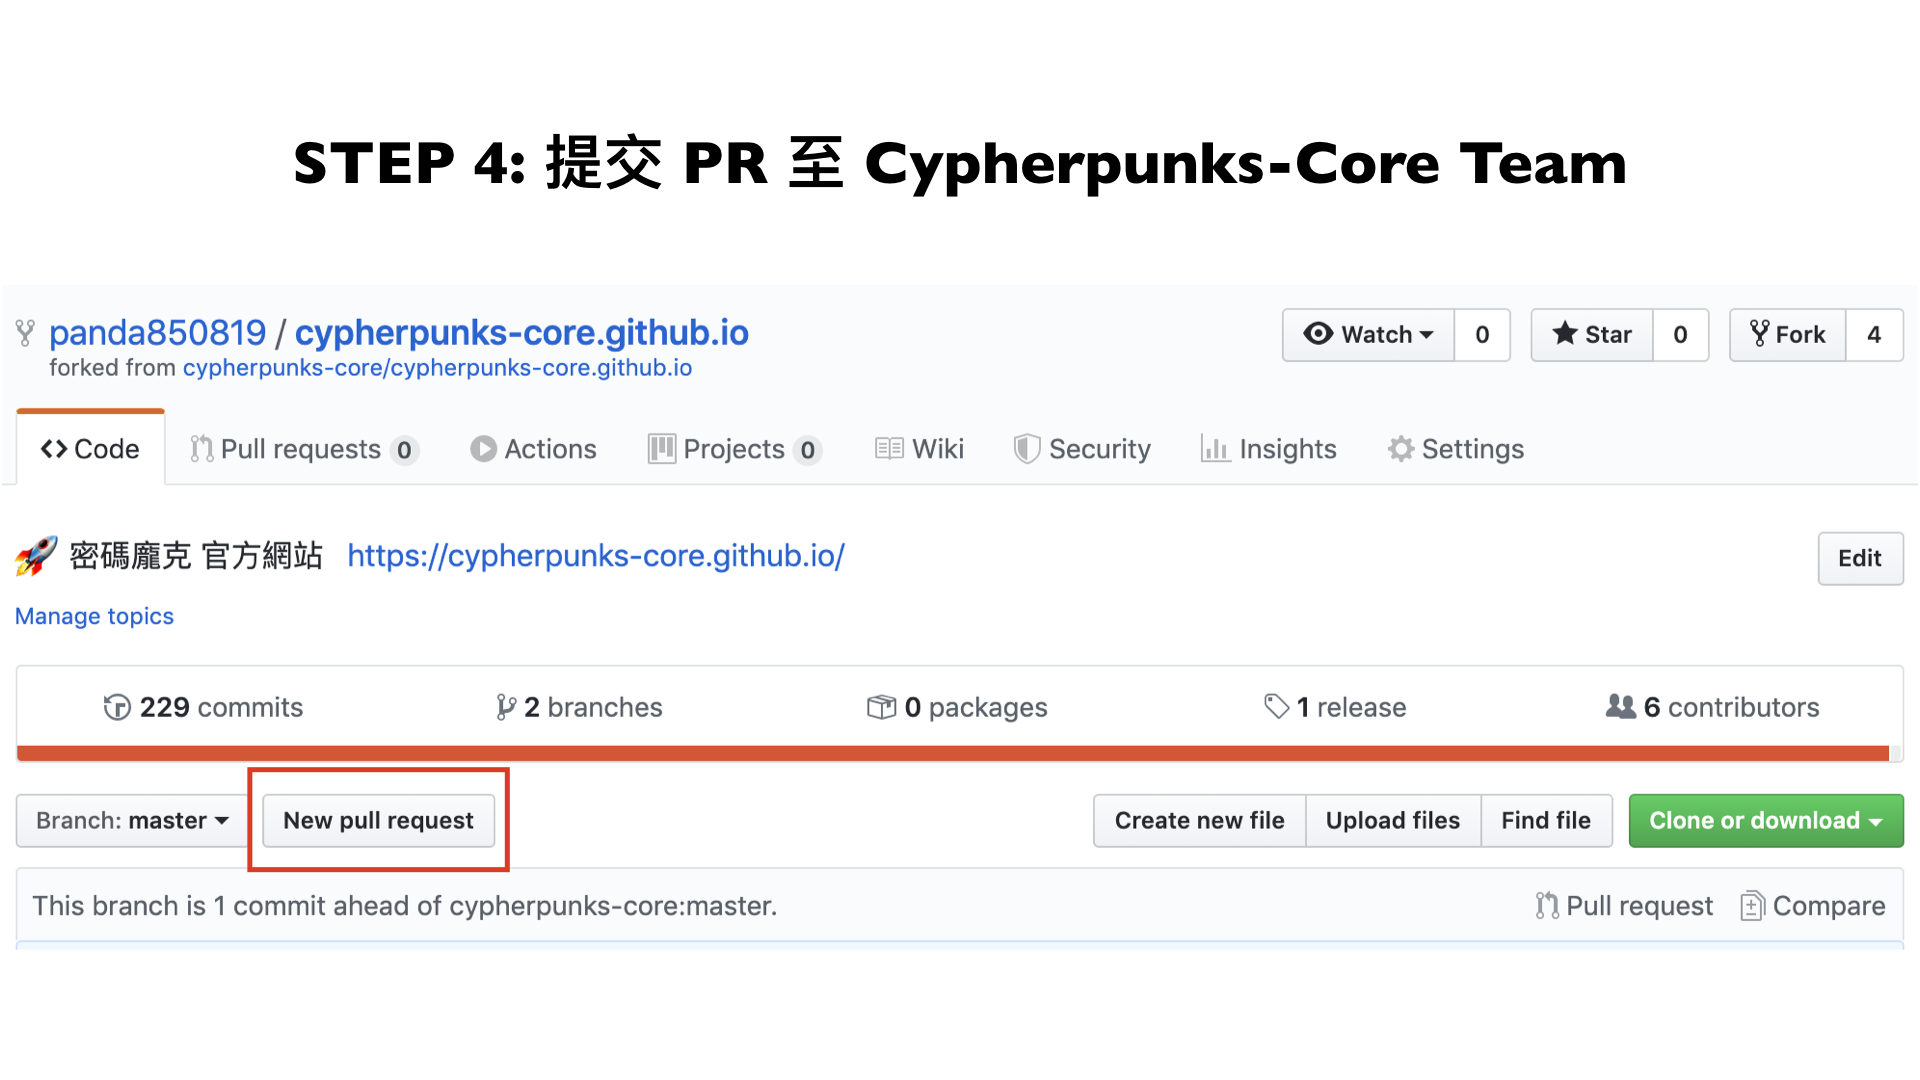 STEP 4: 提交 PR 至 Cypherpunks-Core Team
panda850819 / cypherpunks-core.github.io
forked from cypherpunks-core/cypherpunks-core.github.io
Watch 0 Star 0 Fork 4
Code Pull requests 0 Actions Projects 0 Wiki Security Insights Settings
密碼龐克 官方網站 https://cypherpunks-core.github.io/
Edit
Manage topics
229 commits 2 branches 0 packages 1 release 6 contributors
Branch: master New pull request Create new file Upload files Find file Clone or download
This branch is 1 commit ahead of cypherpunks-core:master. Pull request Compare